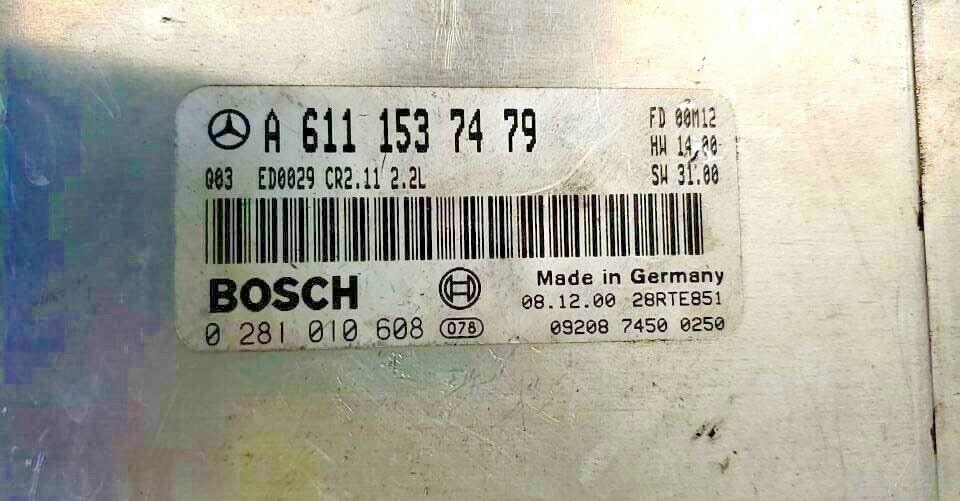 A 611 153 74 79
FD 00M12
HW 14.00
Q03 ED0029 CR2.11 2.2L
SW 31.00
BOSCH
Made in Germany
08.12.00 28RTE851
0 281 010 608 078
09208 7450 0250